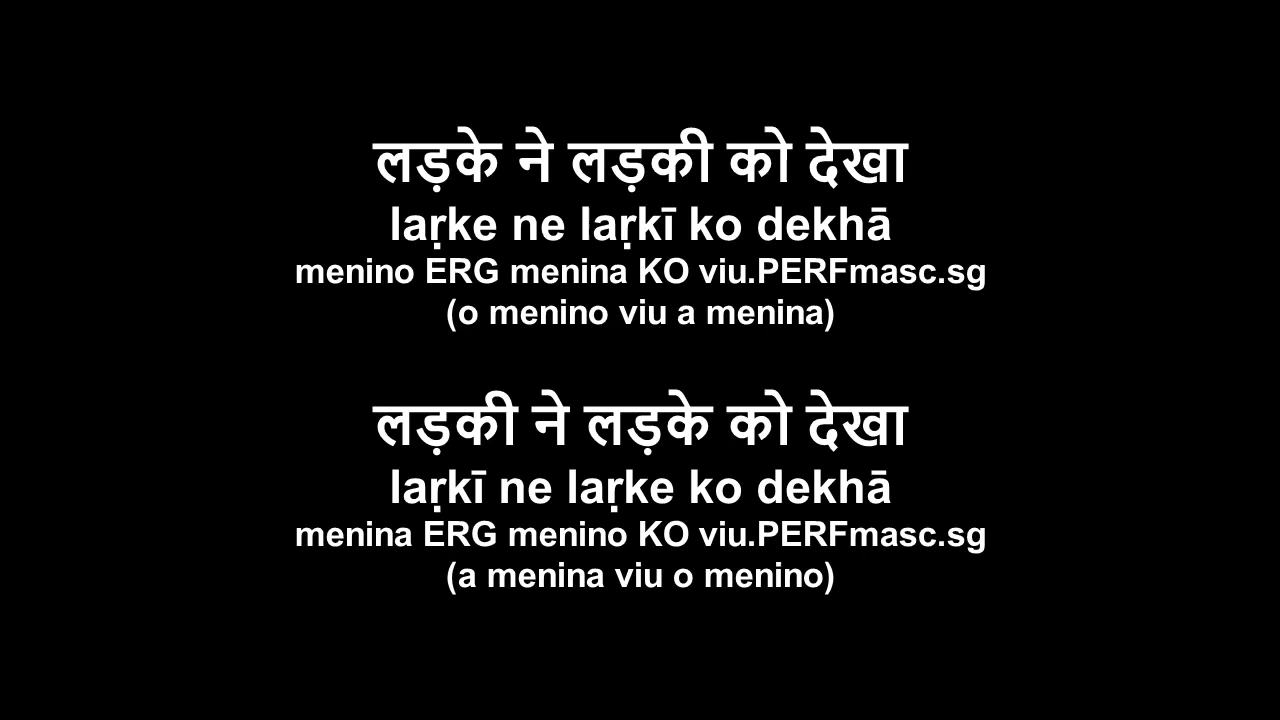 लड़के ने लड़की को देखा
laṛke ne laṛkī ko dekhā
menino ERG menina KO viu.PERFmasc.sg
(o menino viu a menina)
लड़की ने लड़के को देखा
laṛkī ne laṛke ko dekhā
menina ERG menino KO viu.PERFmasc.sg
(a menina viu o menino)